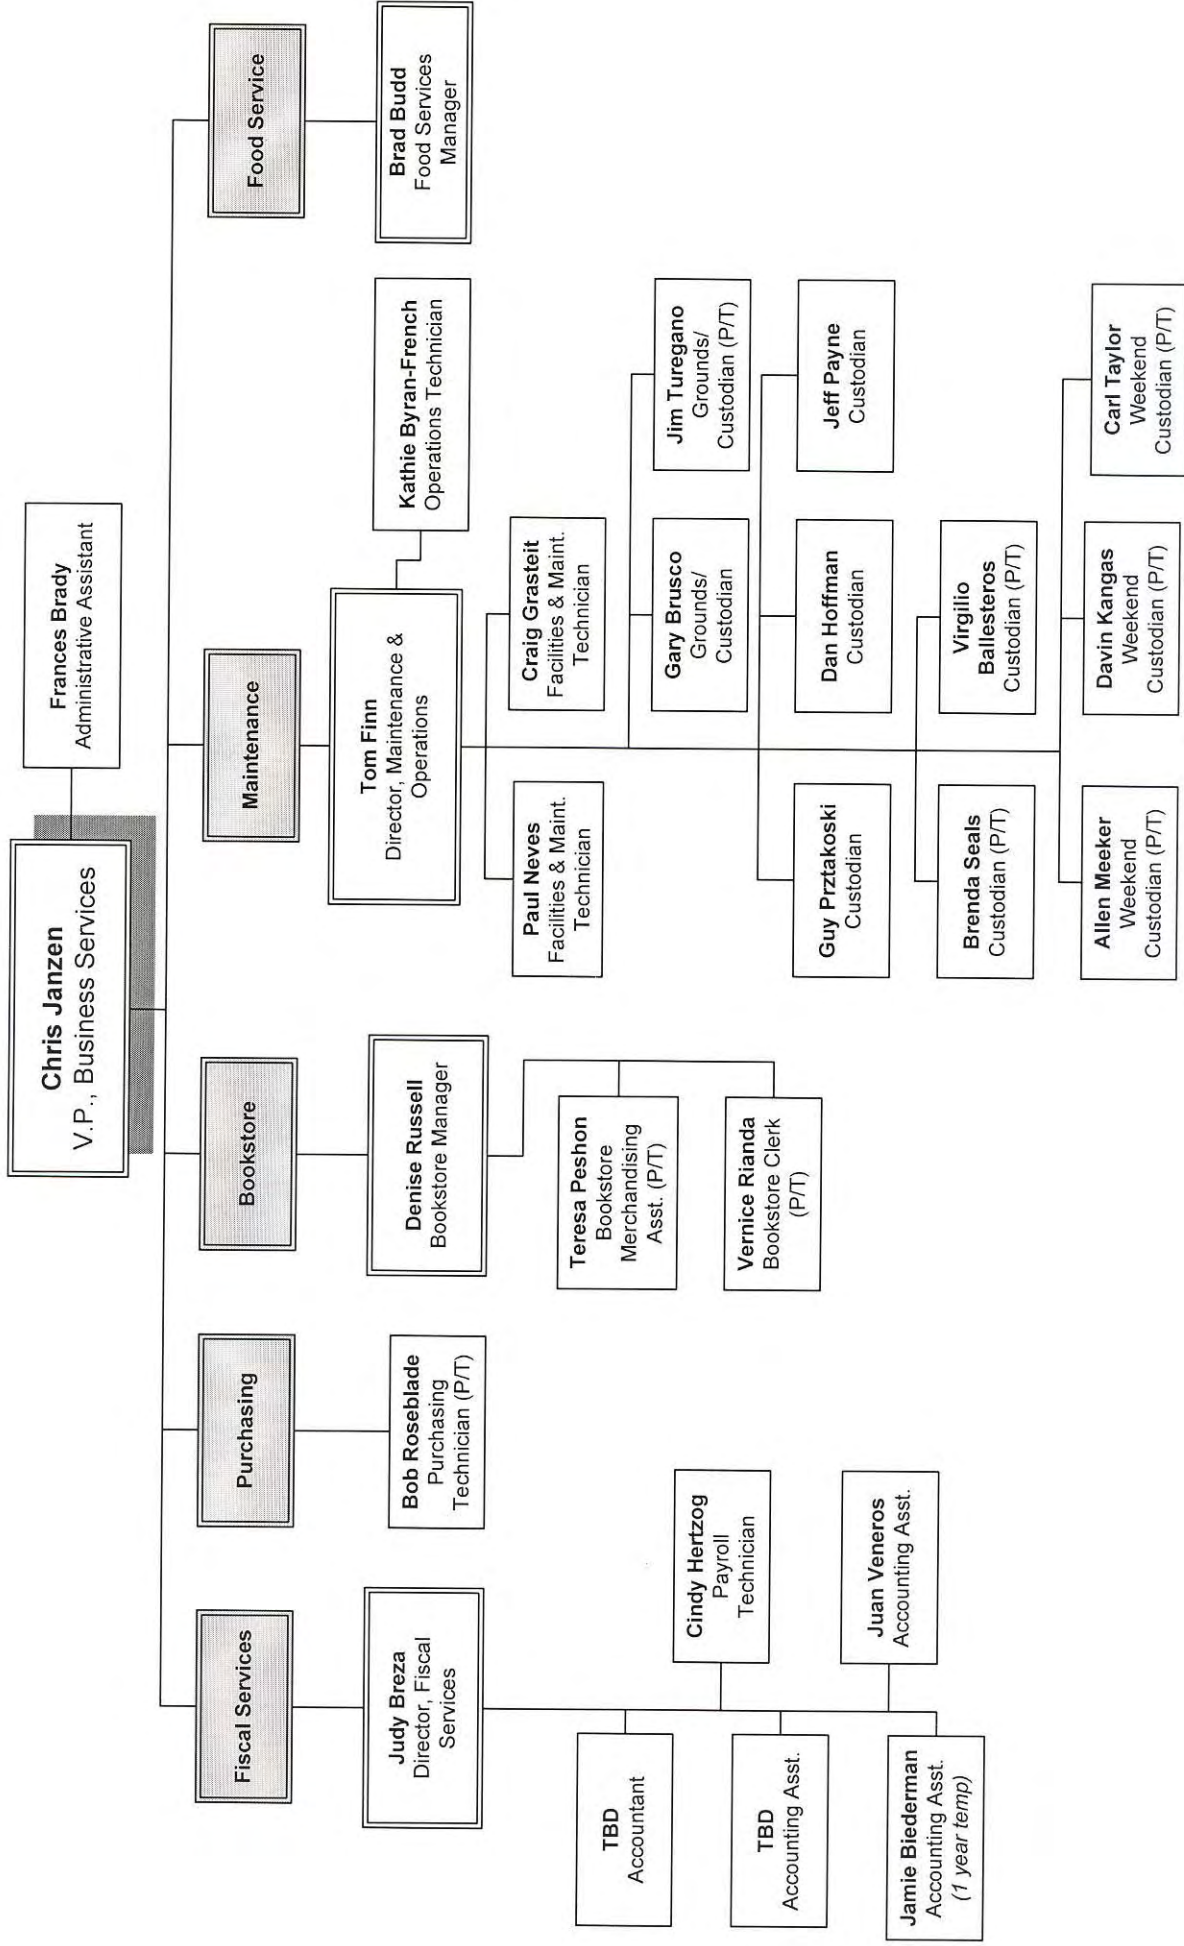 Chris Janzen
V.P., Business Services
Frances Brady
Administrative Assistant
Fiscal Services
Purchasing
Bookstore
Maintenance
Food Service
Judy Breza
Director, Fiscal
Services
Bob Roseblade
Purchasing
Technician (P/T)
Denise Russell
Bookstore Manager
Tom Finn
Director, Maintenance &
Operations
Kathie Byran-French
Operations Technician
Brad Budd
Food Services
Manager
TBD
Accountant
Cindy Hertzog
Payroll
Technician
TBD
Accounting Asst.
Juan Veneros
Accounting Asst.
Jamie Biederman
Accounting Asst.
(1 year temp)
Teresa Peshon
Bookstore
Merchandising
Asst. (P/T)
Vernice Rianda
Bookstore Clerk
(P/T)
Paul Neves
Facilities & Maint.
Technician
Craig Grasteit
Facilities & Maint.
Technician
Gary Brusco
Grounds/
Custodian
Jim Turegano
Grounds/
Custodian (P/T)
Guy Prztakoski
Custodian
Dan Hoffman
Custodian
Jeff Payne
Custodian
Brenda Seals
Custodian (P/T)
Virgilio
Ballesteros
Custodian (P/T)
Allen Meeker
Weekend
Custodian (P/T)
Davin Kangas
Weekend
Custodian (P/T)
Carl Taylor
Weekend
Custodian (P/T)